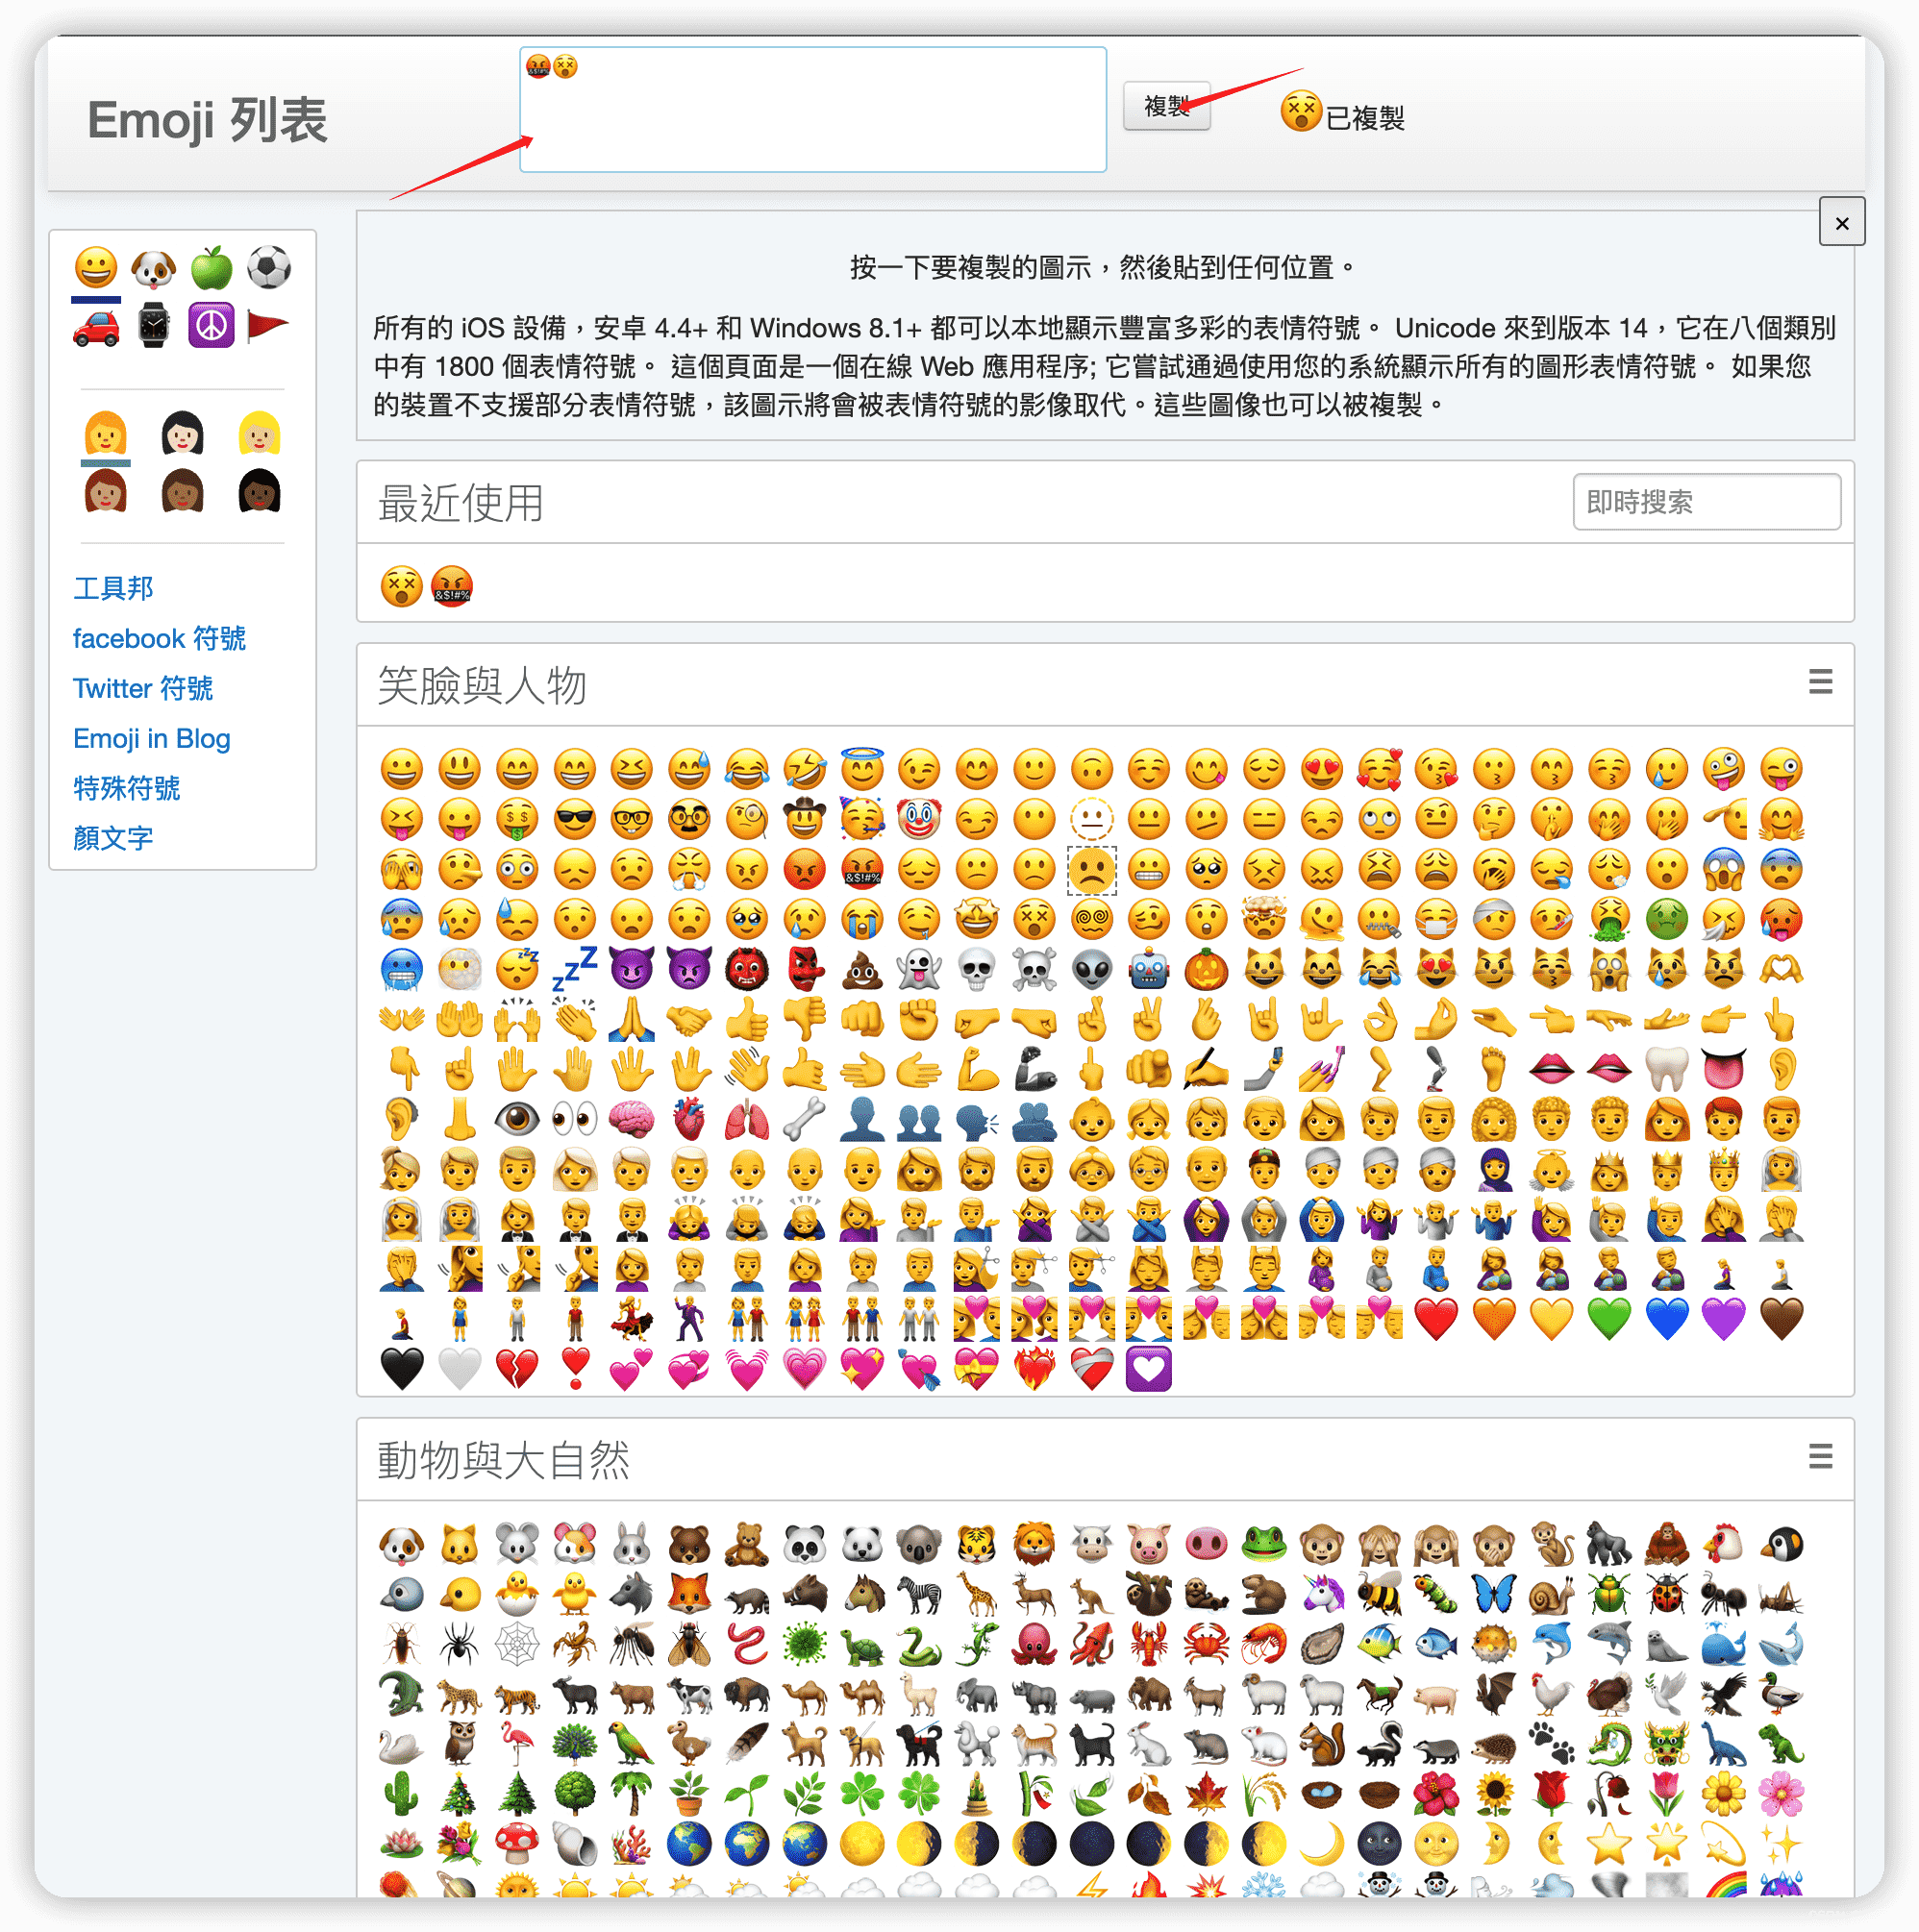 Emoji 列表
複製
已複製
×
按一下要複製的圖示，然後貼到任何位置。
所有的 iOS 設備，安卓 4.4+ 和 Windows 8.1+ 都可以本地顯示豐富多彩的表情符號。 Unicode 來到版本 14，它在八個類別
中有 1800 個表情符號。 這個頁面是一個在線 Web 應用程序; 它嘗試通過使用您的系統顯示所有的圖形表情符號。 如果您
的裝置不支援部分表情符號，該圖示將會被表情符號的影像取代。這些圖像也可以被複製。
最近使用
即時搜索
工具邦
facebook 符號
Twitter 符號
Emoji in Blog
特殊符號
顏文字
笑臉與人物
動物與大自然